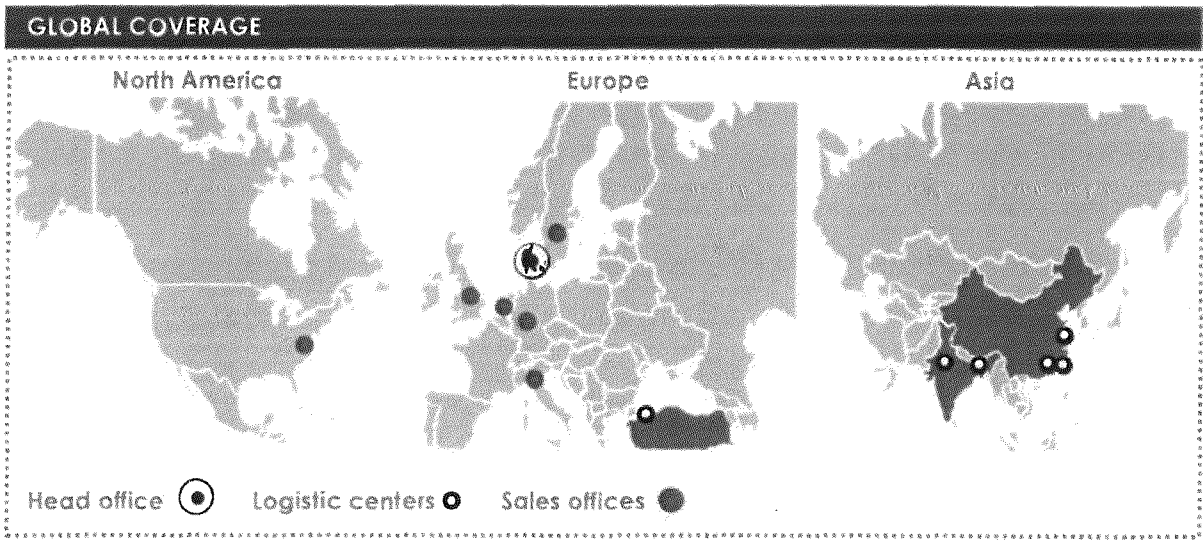 GLOBAL COVERAGE
North America
Europe
Asia
Head office
Logistic centers
Sales offices